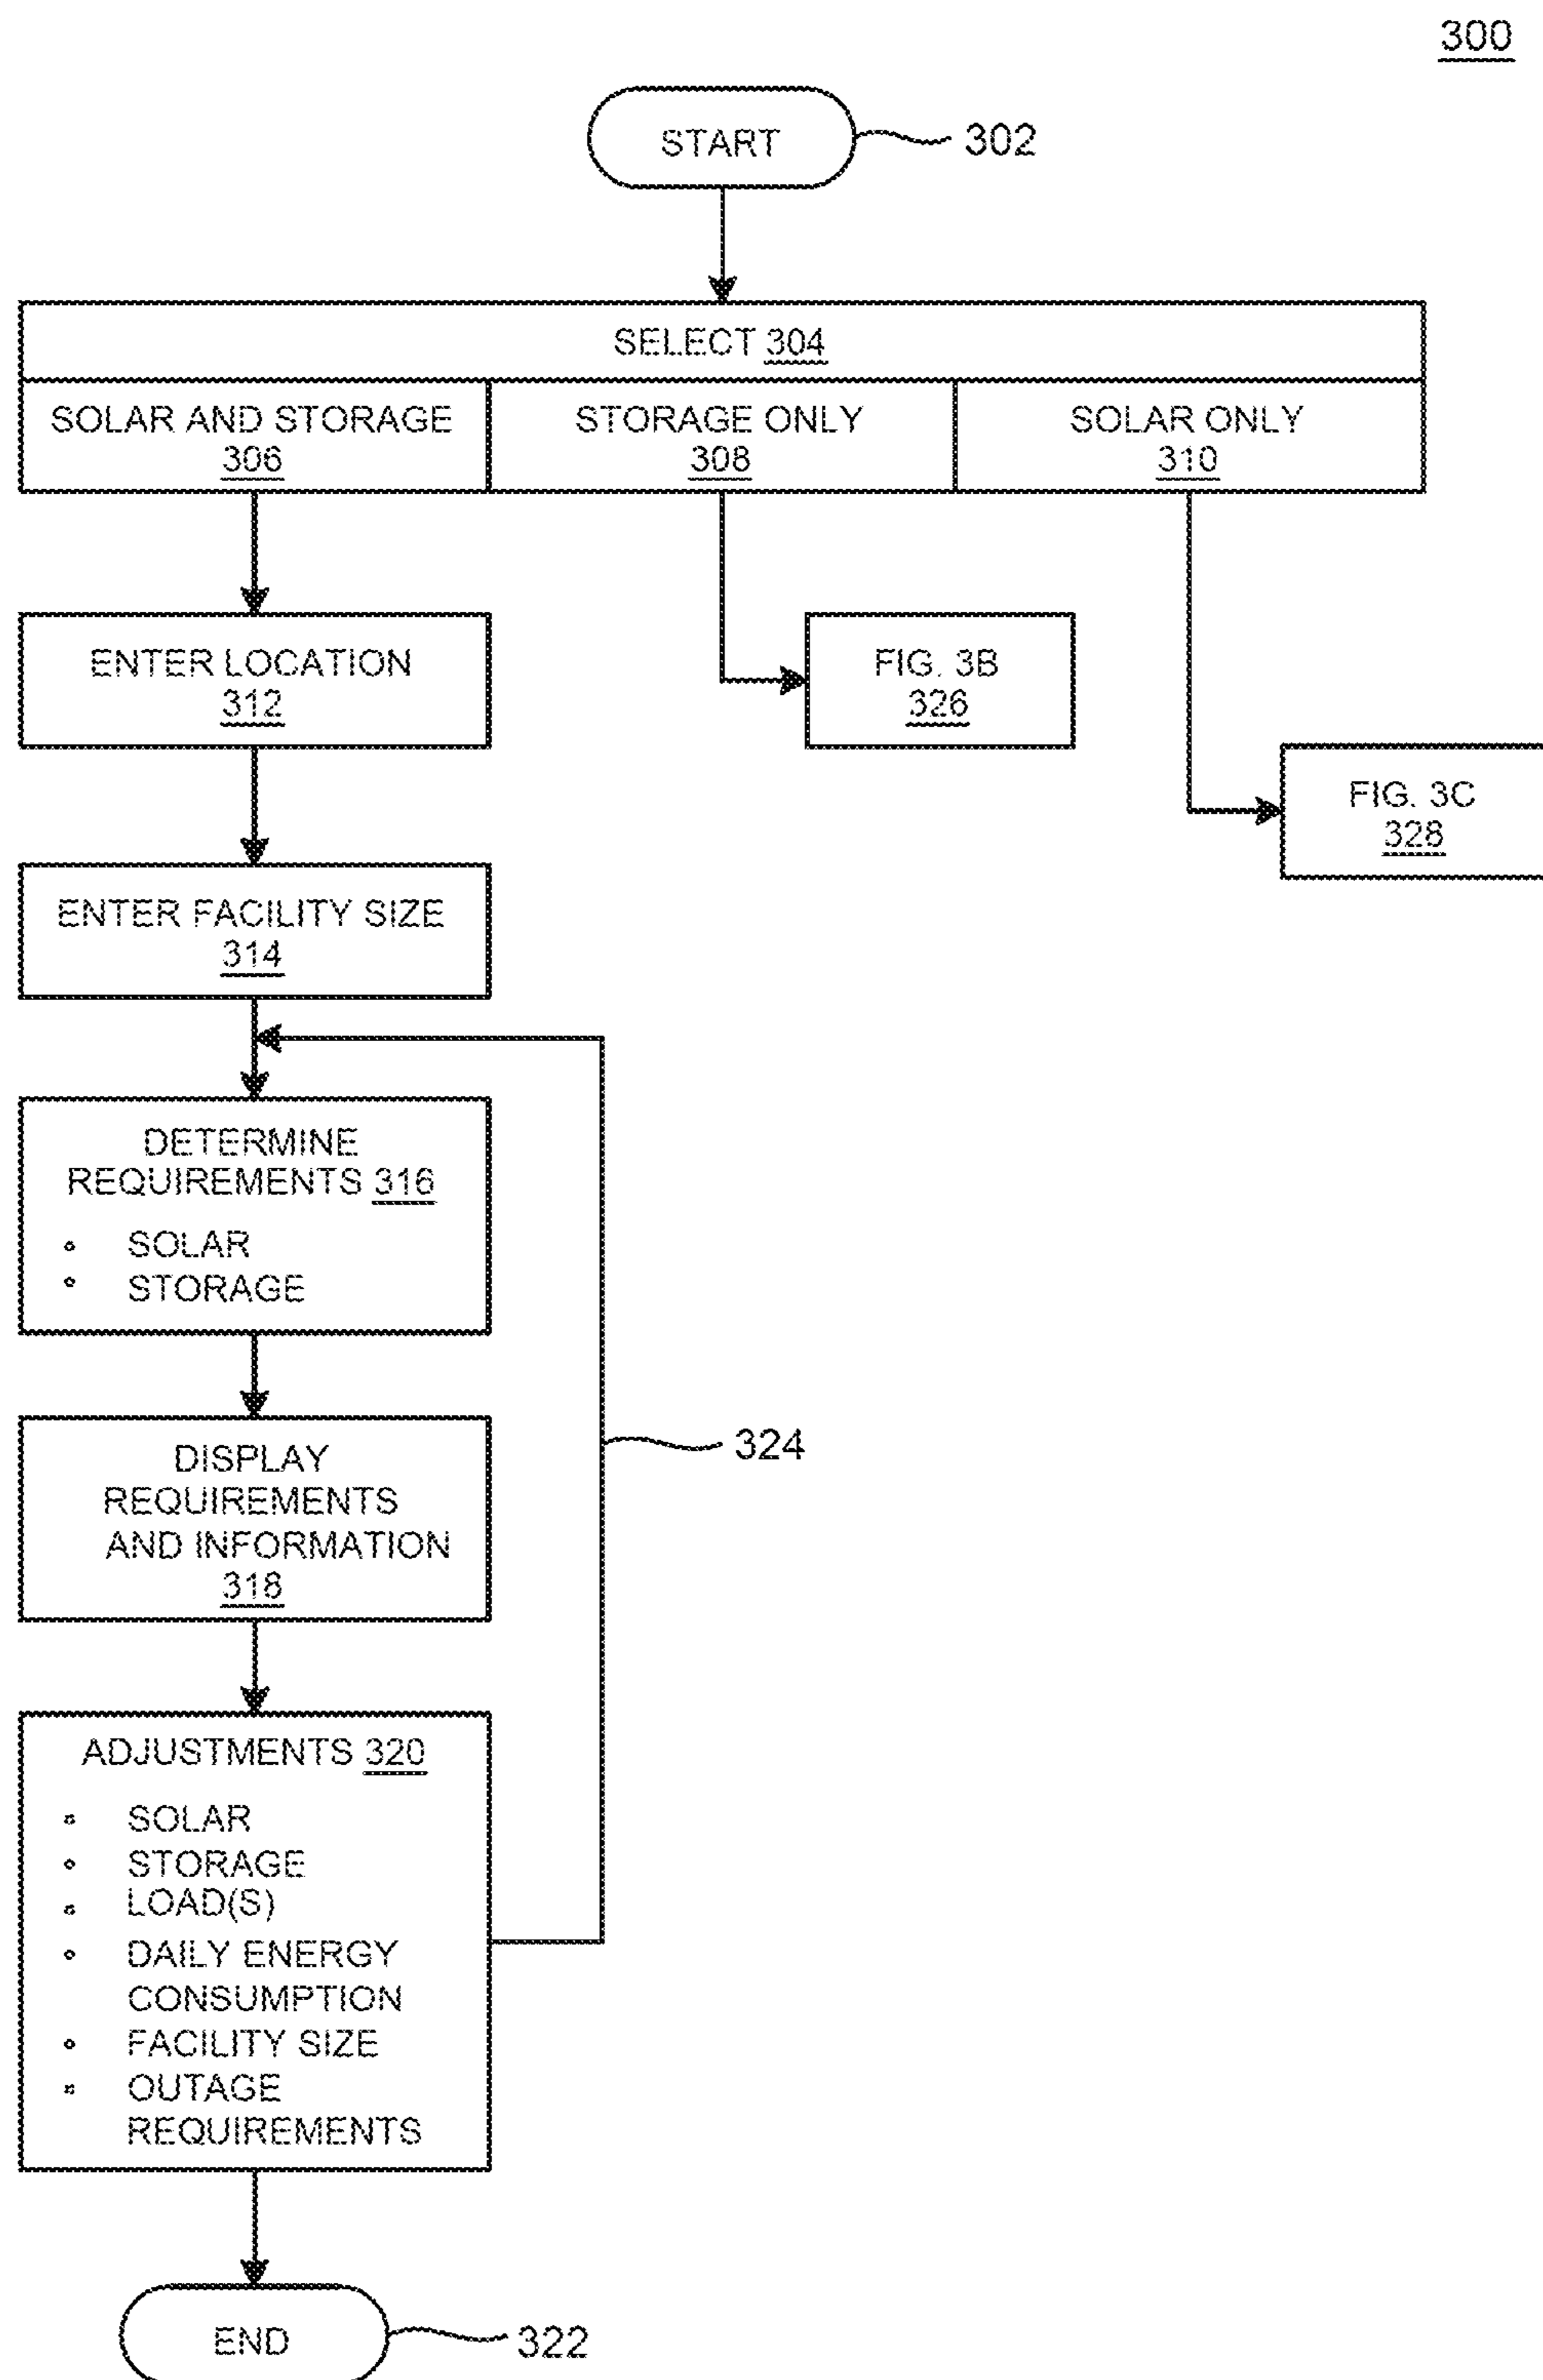 300
START
302
SELECT 304
SOLAR AND STORAGE
306
STORAGE ONLY
308
SOLAR ONLY
310
ENTER LOCATION
312
FIG. 3B
326
FIG. 3C
328
ENTER FACILITY SIZE
314
DETERMINE
REQUIREMENTS 316
• SOLAR
• STORAGE
324
DISPLAY
REQUIREMENTS
AND INFORMATION
318
ADJUSTMENTS 320
• SOLAR
• STORAGE
• LOAD(S)
• DAILY ENERGY
CONSUMPTION
• FACILITY SIZE
• OUTAGE
REQUIREMENTS
END
322